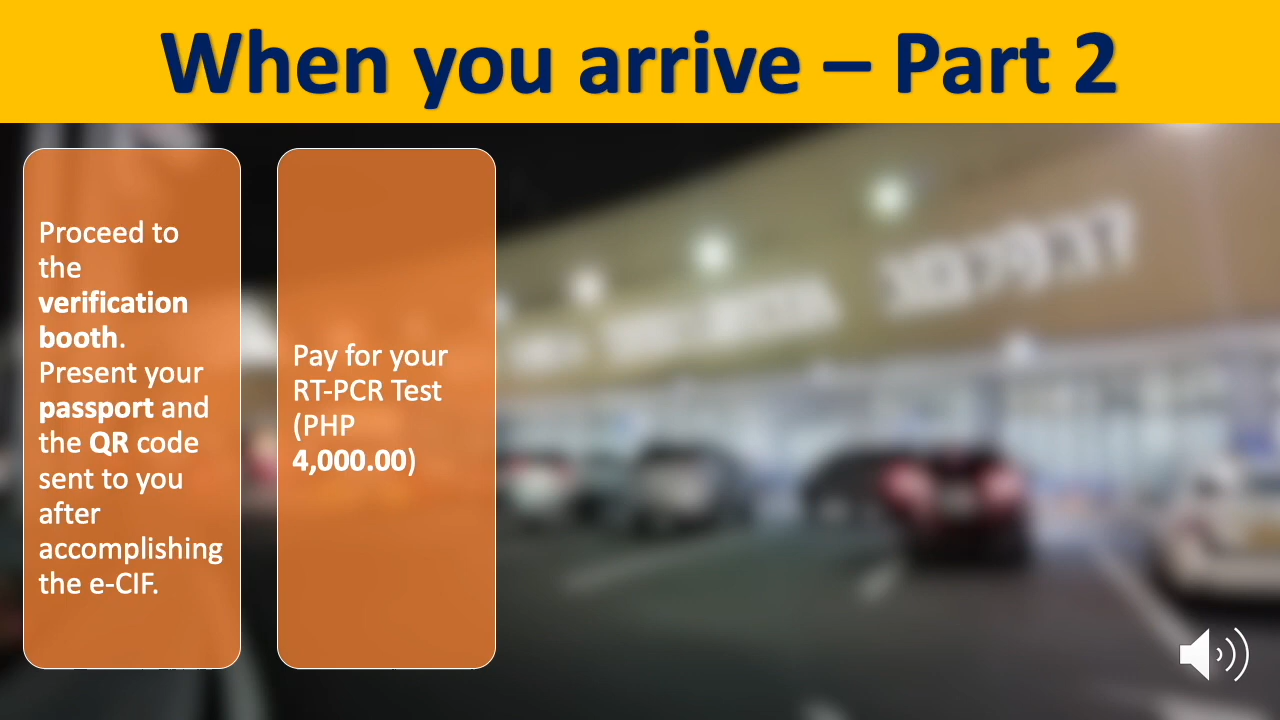 When you arrive – Part 2
Proceed to
the
verification
booth.
Present your
passport and
the QR code
sent to you
after
accomplishing
the e-CIF.
Pay for your
RT-PCR Test
(PHP
4,000.00)